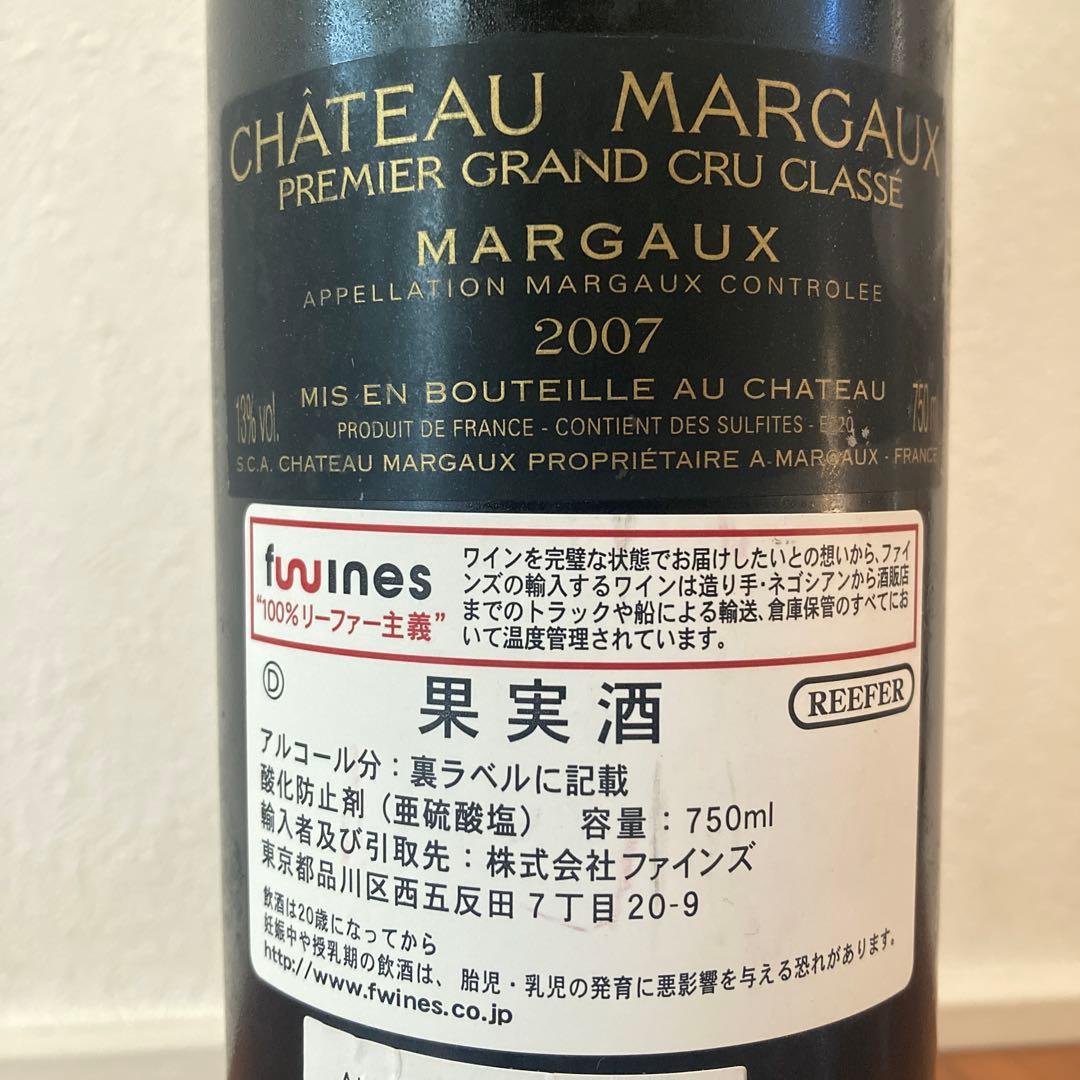 CHÂTEAU MARGAUX
PREMIER GRAND CRU CLASSÉ
MARGAUX
APPELLATION MARGAUX CONTROLEE
2007
MIS EN BOUTEILLE AU CHATEAU
13% vol.
750 ml
PRODUIT DE FRANCE - CONTIENT DES SULFITES - E220
S.C.A. CHATEAU MARGAUX PROPRIÉTAIRE A-MARGAUX - FRANCE
fwines
"100%リーファー主義"
ワインを完璧な状態でお届けしたいとの想いから、ファイ
ンズの輸入するワインは造り手・ネゴシアンから酒販店
までのトラックや船による輸送、倉庫保管のすべてにお
いて温度管理されています。
Ⓓ
果実酒
REEFER
アルコール分:裏ラベルに記載
酸化防止剤(亜硫酸塩) 容量:750ml
輸入者及び引取先:株式会社ファインズ
東京都品川区西五反田7丁目20-9
飲酒は20歳になってから
妊娠中や授乳期の飲酒は、胎児・乳児の発育に悪影響を与える恐れがあります。
http://www.fwines.co.jp